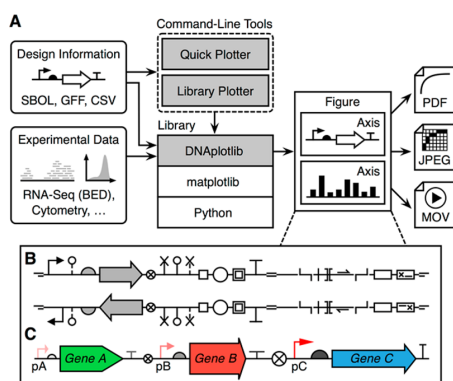 A
Design Information
SBOL, GFF, CSV
Experimental Data
RNA-Seq (BED),
Cytometry, ...
Command-Line Tools
Quick Plotter
Library Plotter
Library
DNAplotlib
matplotlib
Python
Figure
Axis
Axis
PDF
JPEG
MOV
B
C
pA
Gene A
pB
Gene B
pC
Gene C